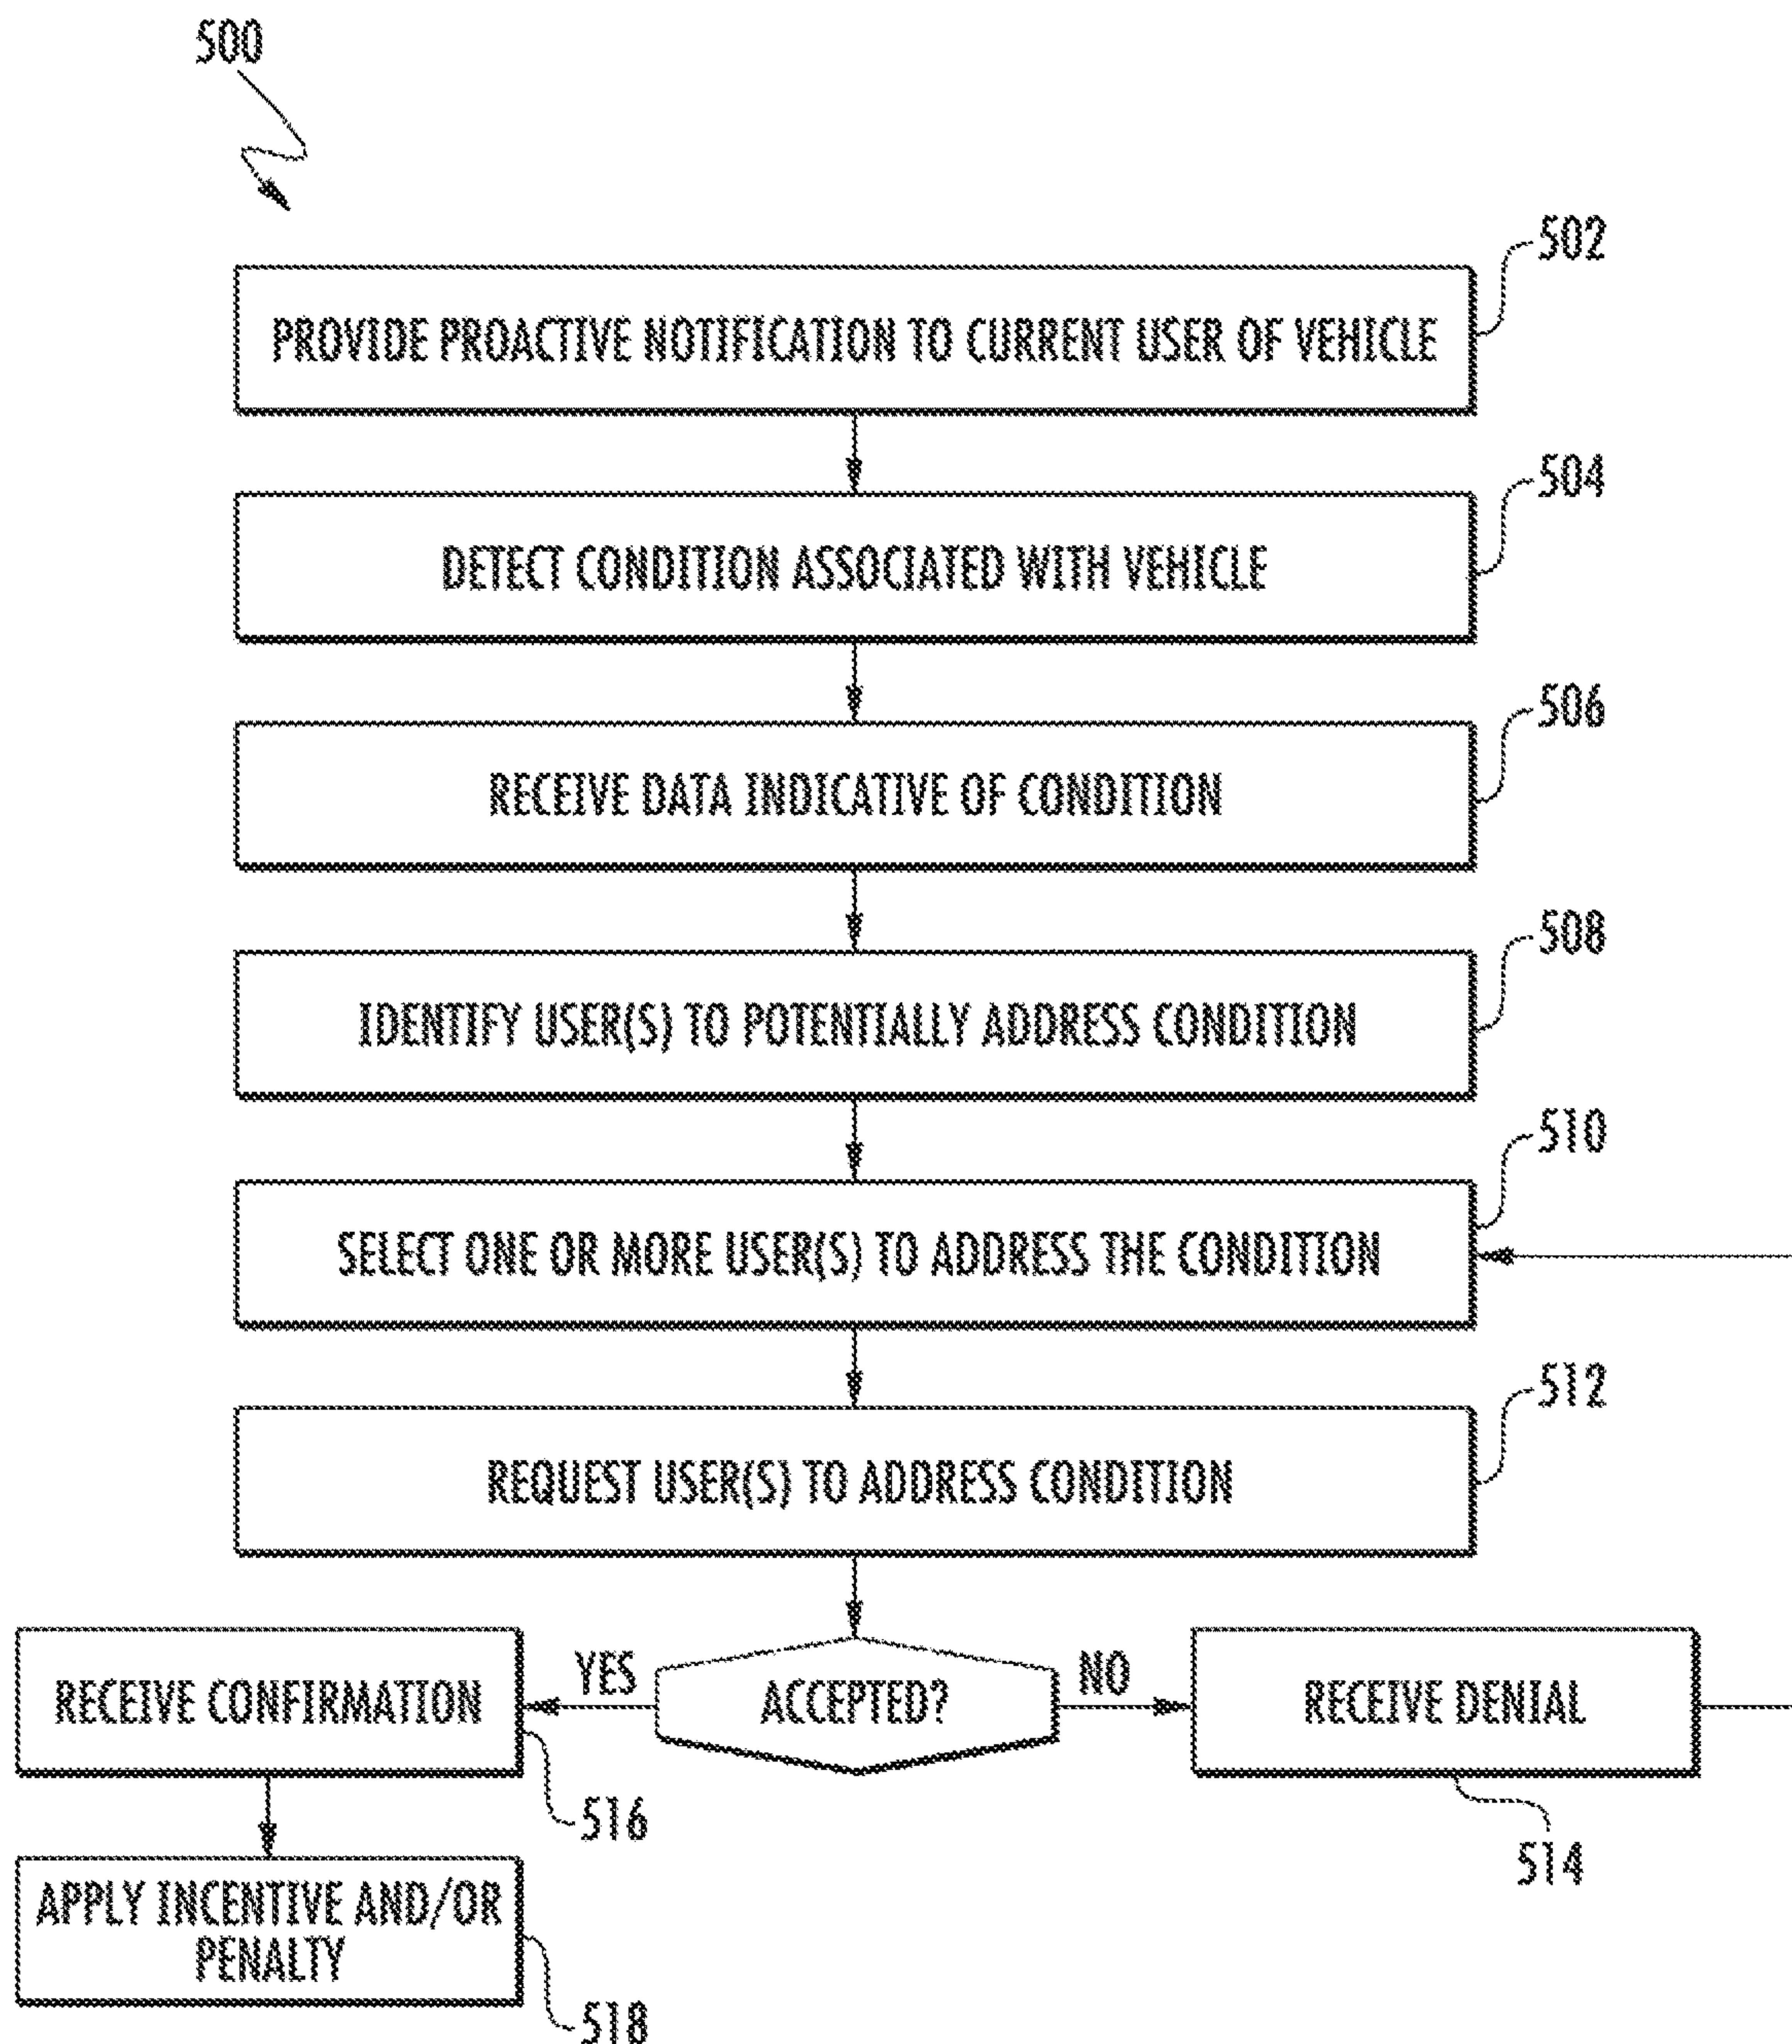 500
502
PROVIDE PROACTIVE NOTIFICATION TO CURRENT USER OF VEHICLE
504
DETECT CONDITION ASSOCIATED WITH VEHICLE
506
RECEIVE DATA INDICATIVE OF CONDITION
508
IDENTIFY USER(S) TO POTENTIALLY ADDRESS CONDITION
510
SELECT ONE OR MORE USER(S) TO ADDRESS THE CONDITION
512
REQUEST USER(S) TO ADDRESS CONDITION
YES
NO
RECEIVE CONFIRMATION
ACCEPTED?
RECEIVE DENIAL
516
514
APPLY INCENTIVE AND/OR
PENALTY
518